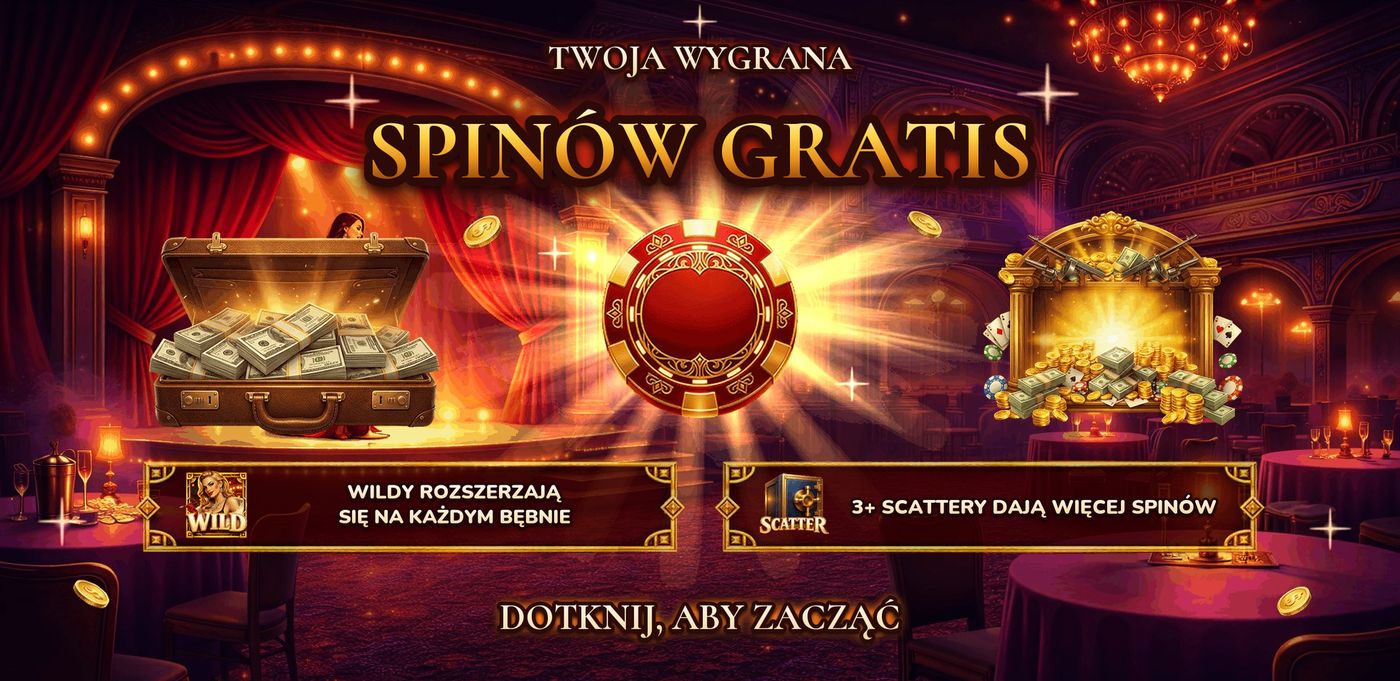 TWOJA WYGRANA
SPINÓW GRATIS
WILD
WILDY ROZSZERZAJĄ
SIĘ NA KAŻDYM BĘBNIE
SCATTER
3+ SCATTERY DAJĄ WIĘCEJ SPINÓW
DOTKNIJ, ABY ZACZĄĆ